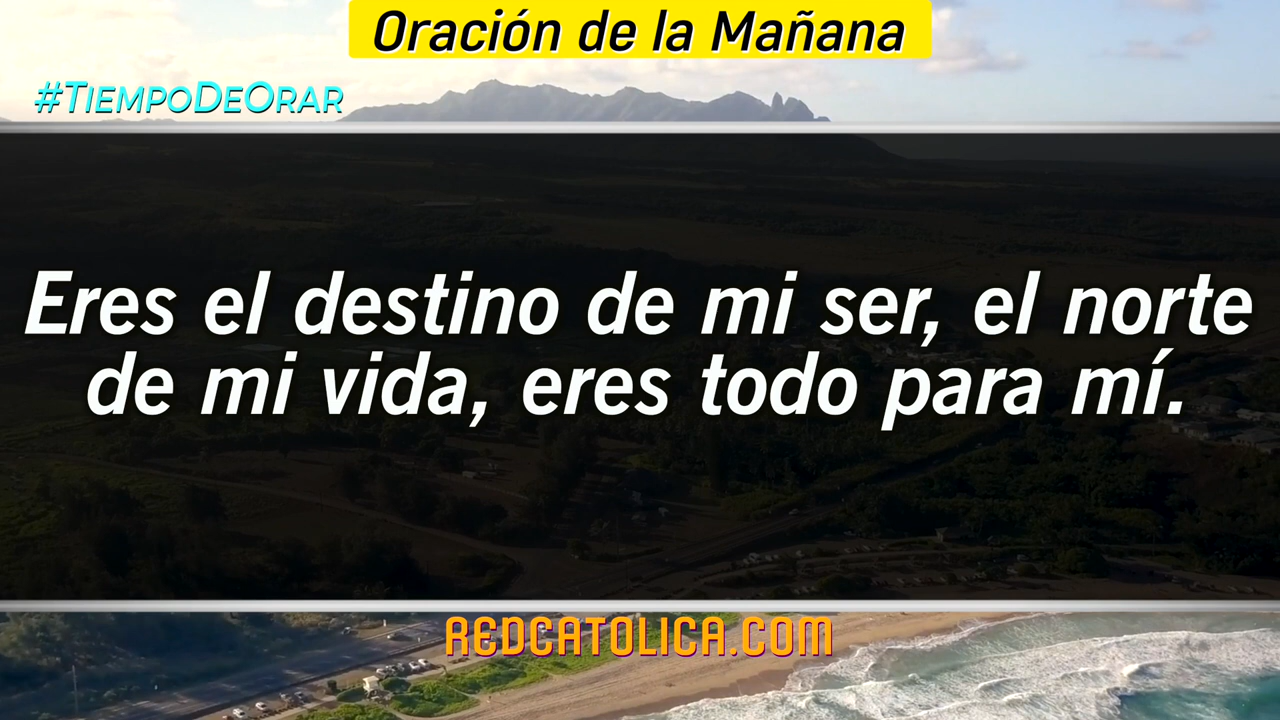 Oración de la Mañana
#TiempoDeOrar
Eres el destino de mi ser, el norte
de mi vida, eres todo para mí.
REDCATOLICA.COM